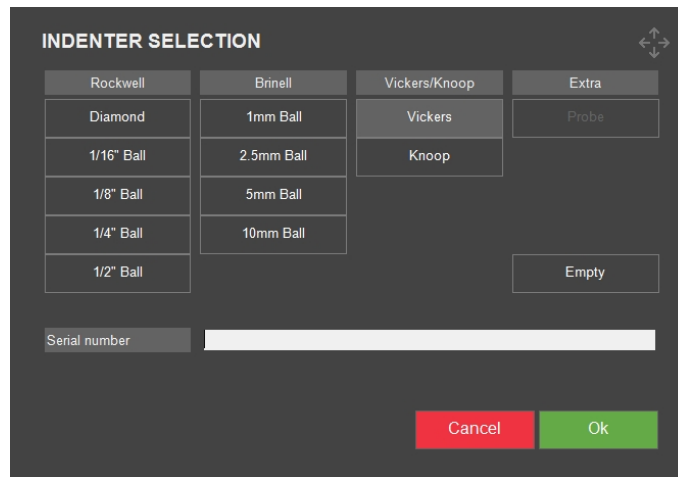 INDENTER SELECTION
Rockwell Brinell Vickers/Knoop Extra
Diamond 1mm Ball Vickers Probe
1/16" Ball 2.5mm Ball Knoop
1/8" Ball 5mm Ball
1/4" Ball 10mm Ball
1/2" Ball Empty
Serial number
Cancel Ok